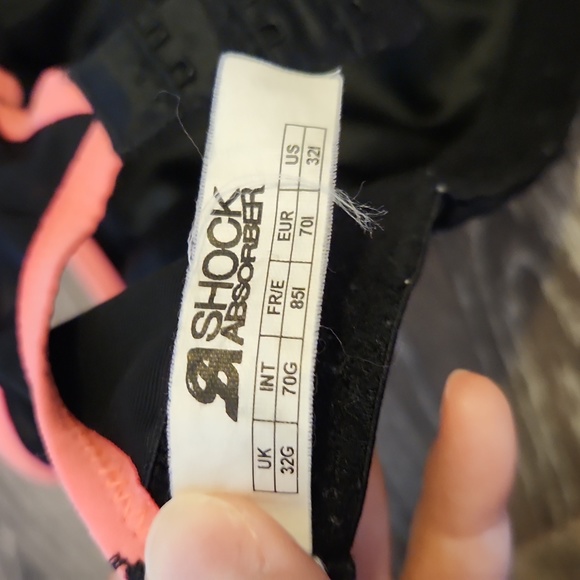 SHOCK
ABSORBER
UK INT FR/E EUR US
32G 70G 85I 70I 32I